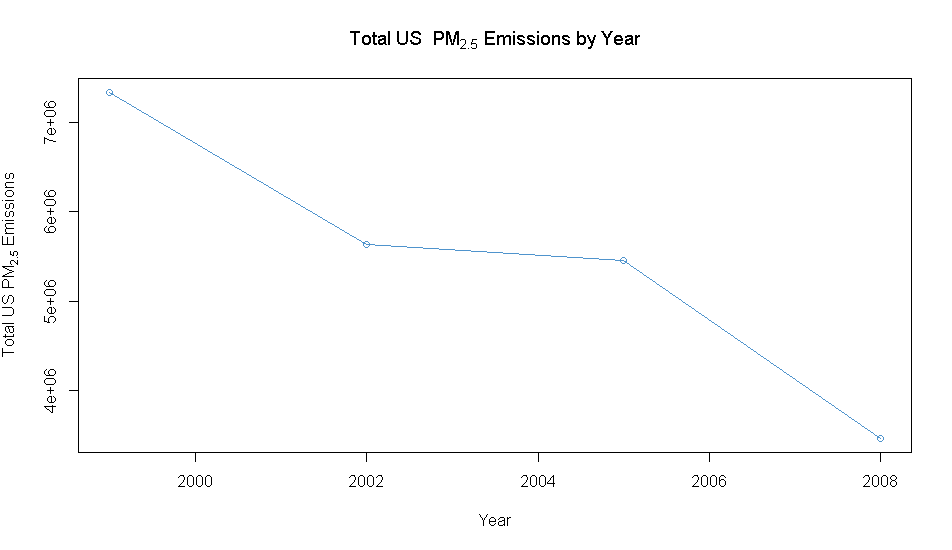 Total US  PM2.5 Emissions by Year
Total US PM2.5 Emissions
7e+06
6e+06
5e+06
4e+06
2000 2002 2004 2006 2008
Year